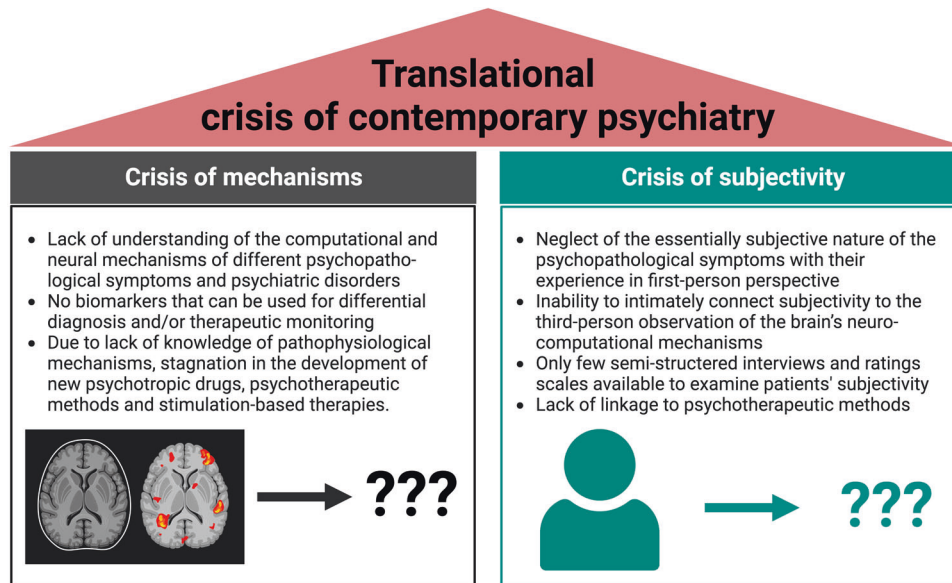 Translational
crisis of contemporary psychiatry
Crisis of mechanisms
• Lack of understanding of the computational and
neural mechanisms of different psychopatho-
logical symptoms and psychiatric disorders
• No biomarkers that can be used for differential
diagnosis and/or therapeutic monitoring
• Due to lack of knowledge of pathophysiological
mechanisms, stagnation in the development of
new psychotropic drugs, psychotherapeutic
methods and stimulation-based therapies.
???
Crisis of subjectivity
• Neglect of the essentially subjective nature of the
psychopathological symptoms with their
experience in first-person perspective
• Inability to intimately connect subjectivity to the
third-person observation of the brain's neuro-
computational mechanisms
• Only few semi-structered interviews and ratings
scales available to examine patients' subjectivity
• Lack of linkage to psychotherapeutic methods
???